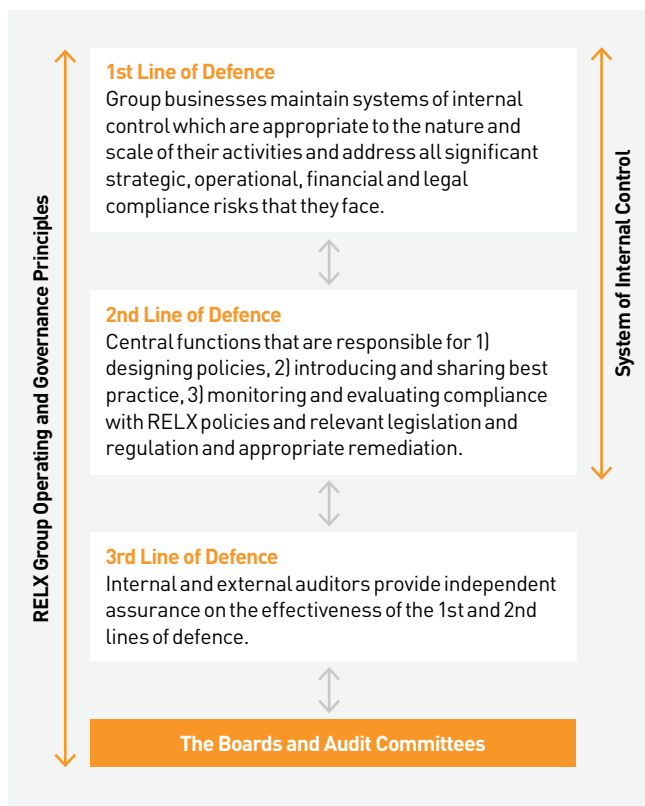 RELX Group Operating and Governance Principles
1st Line of Defence
Group businesses maintain systems of internal
control which are appropriate to the nature and
scale of their activities and address all significant
strategic, operational, financial and legal
compliance risks that they face.
System of Internal Control
2nd Line of Defence
Central functions that are responsible for 1)
designing policies, 2) introducing and sharing best
practice, 3) monitoring and evaluating compliance
with RELX policies and relevant legislation and
regulation and appropriate remediation.
3rd Line of Defence
Internal and external auditors provide independent
assurance on the effectiveness of the 1st and 2nd
lines of defence.
The Boards and Audit Committees